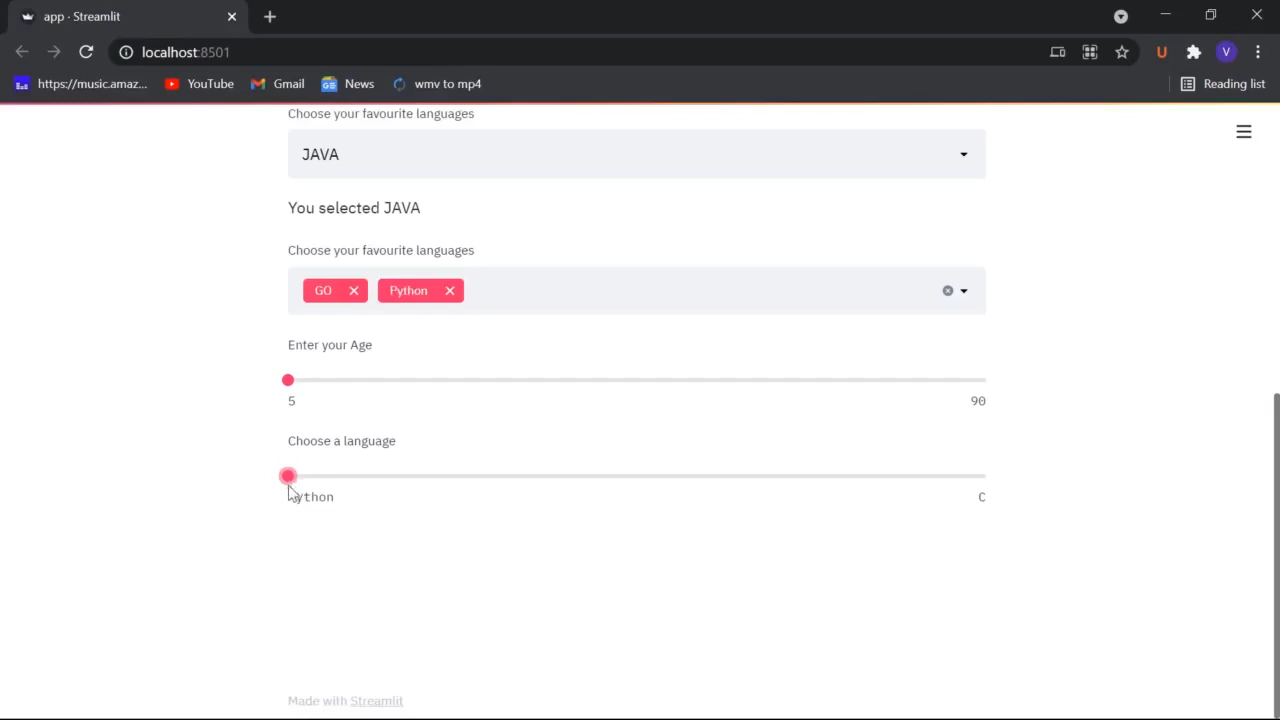 app · Streamlit
localhost:8501
https://music.amaz... YouTube Gmail News wmv to mp4 Reading list
Choose your favourite languages
JAVA
You selected JAVA
Choose your favourite languages
GO Python
Enter your Age
5 90
Choose a language
Python C
Made with Streamlit